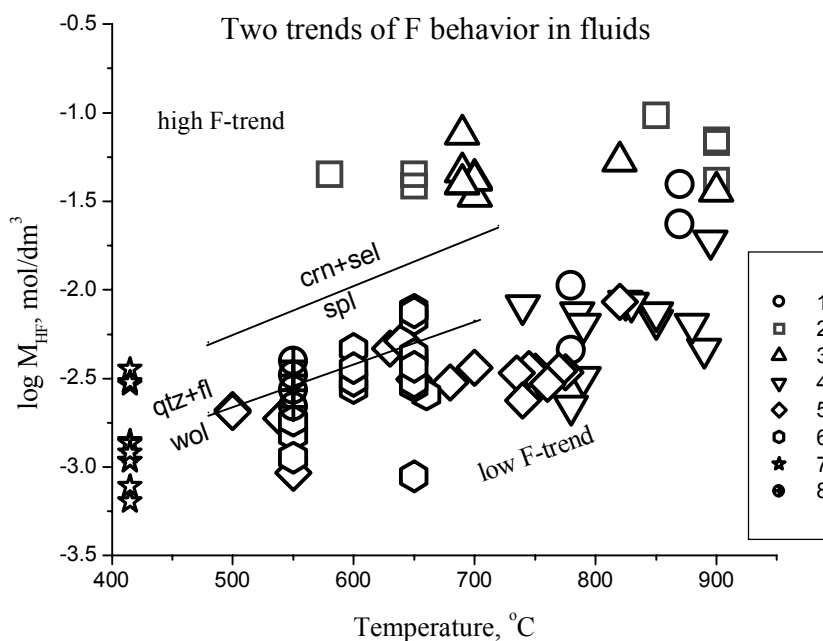 Two trends of F behavior in fluids
high F-trend
crn+sel
spl
qtz+fl
wol
low F-trend
log M_HF, mol/dm³
-0.5
-1.0
-1.5
-2.0
-2.5
-3.0
-3.5
400 500 600 700 800 900
Temperature, °C
1
2
3
4
5
6
7
8